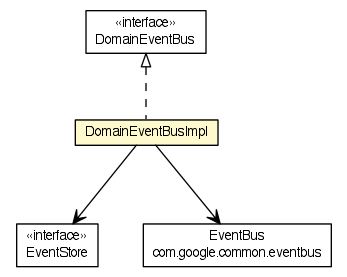 «interface»
DomainEventBus
DomainEventBusImpl
«interface»
EventStore
EventBus
com.google.common.eventbus